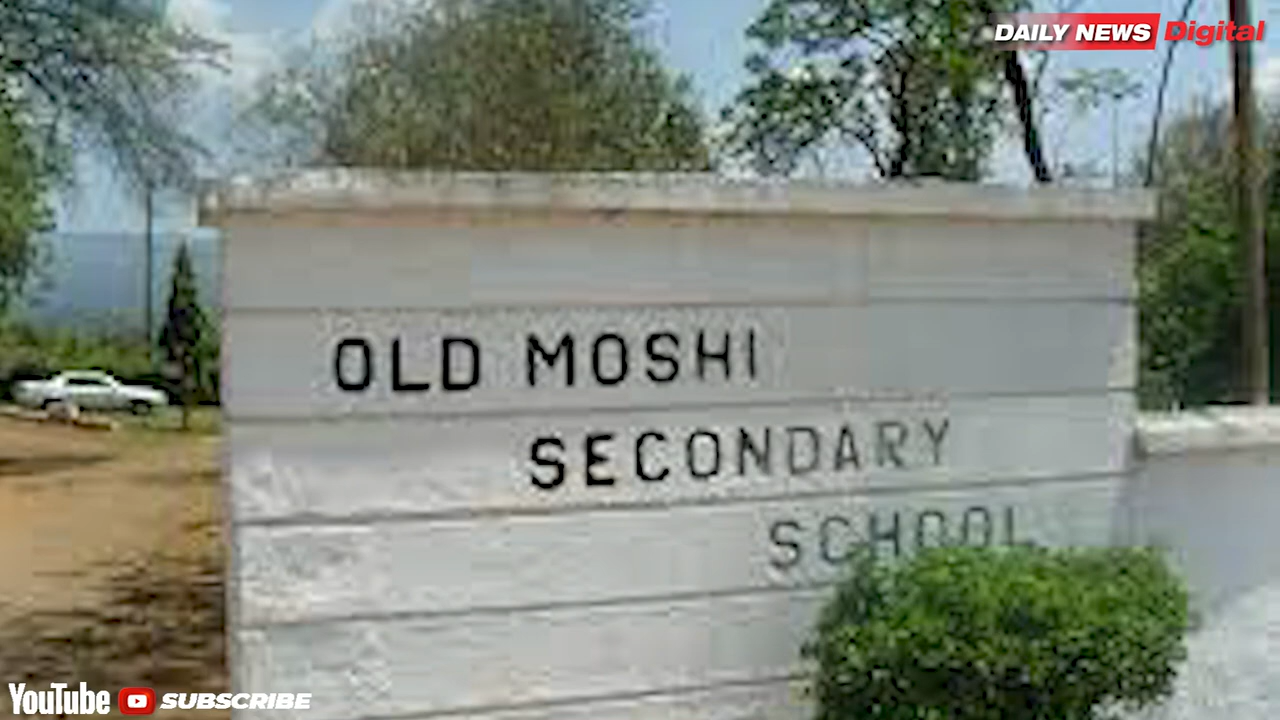 DAILY NEWS Digital
OLD MOSHI
SECONDARY
SCHOOL
YouTube SUBSCRIBE